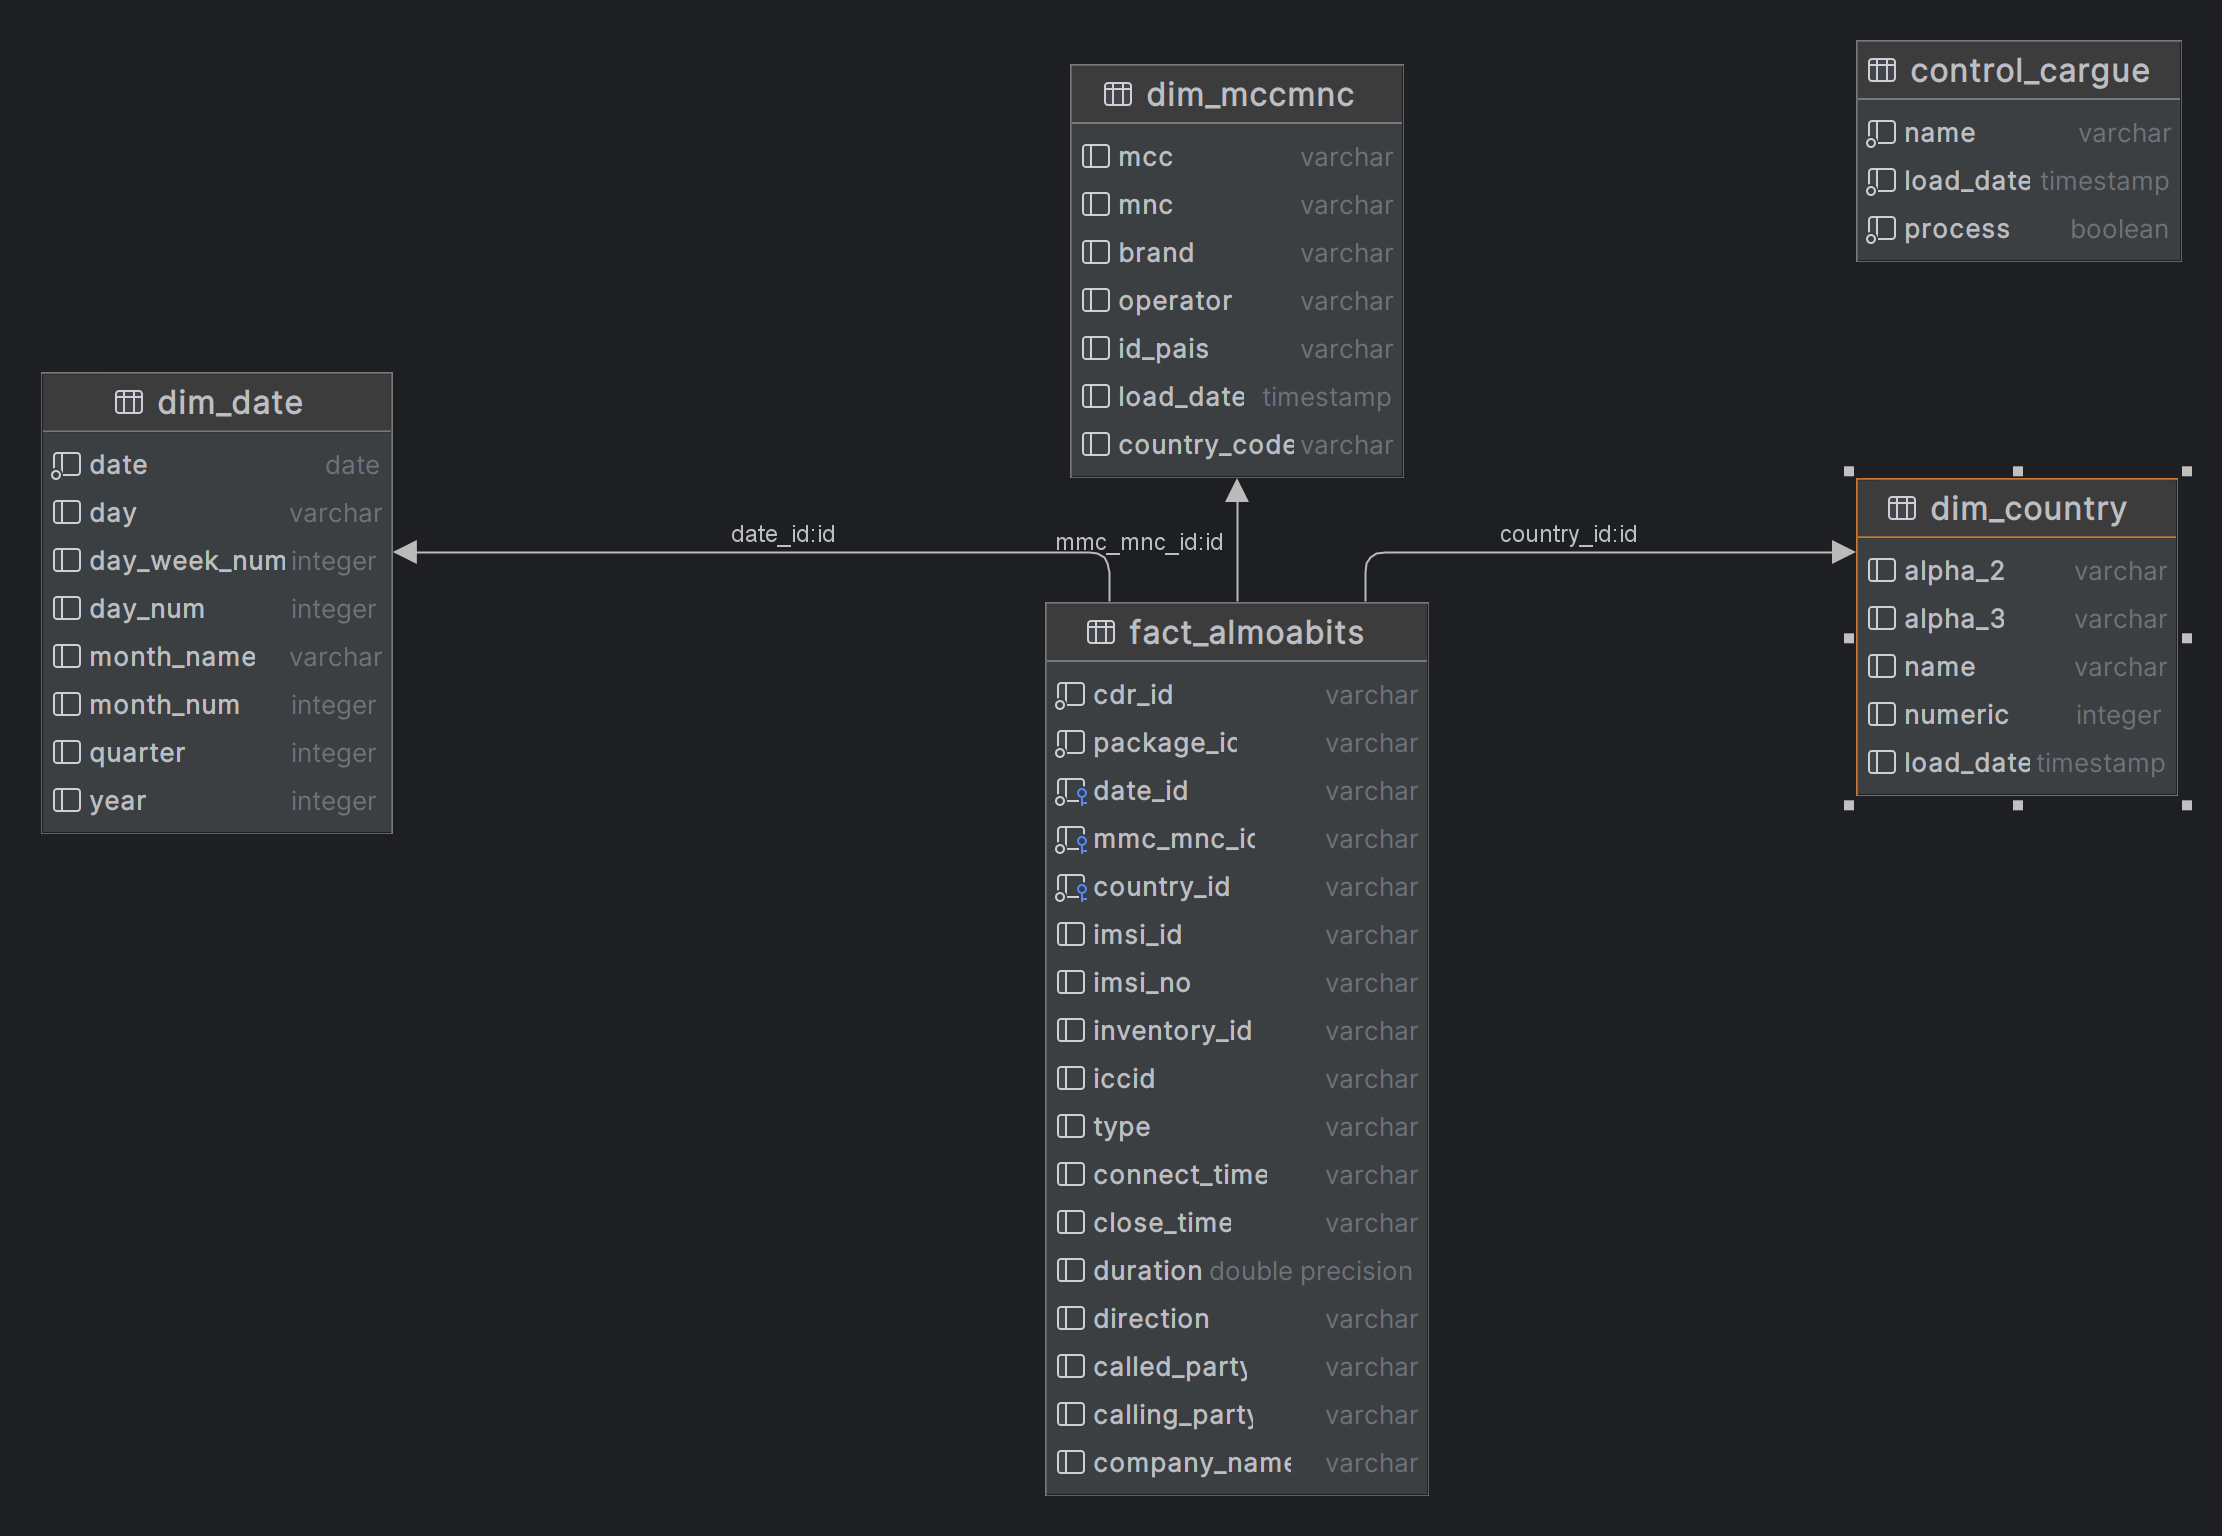 dim_mccmnc
mcc varchar
mnc varchar
brand varchar
operator varchar
id_pais varchar
load_date timestamp
country_code varchar
control_cargue
name varchar
load_date timestamp
process boolean
dim_date
date date
day varchar
day_week_num integer
day_num integer
month_name varchar
month_num integer
quarter integer
year integer
date_id:id
mmc_mnc_id:id
country_id:id
dim_country
alpha_2 varchar
alpha_3 varchar
name varchar
numeric integer
load_date timestamp
fact_almoabits
cdr_id varchar
package_id varchar
date_id varchar
mmc_mnc_id varchar
country_id varchar
imsi_id varchar
imsi_no varchar
inventory_id varchar
iccid varchar
type varchar
connect_time varchar
close_time varchar
duration double precision
direction varchar
called_party varchar
calling_party varchar
company_name varchar